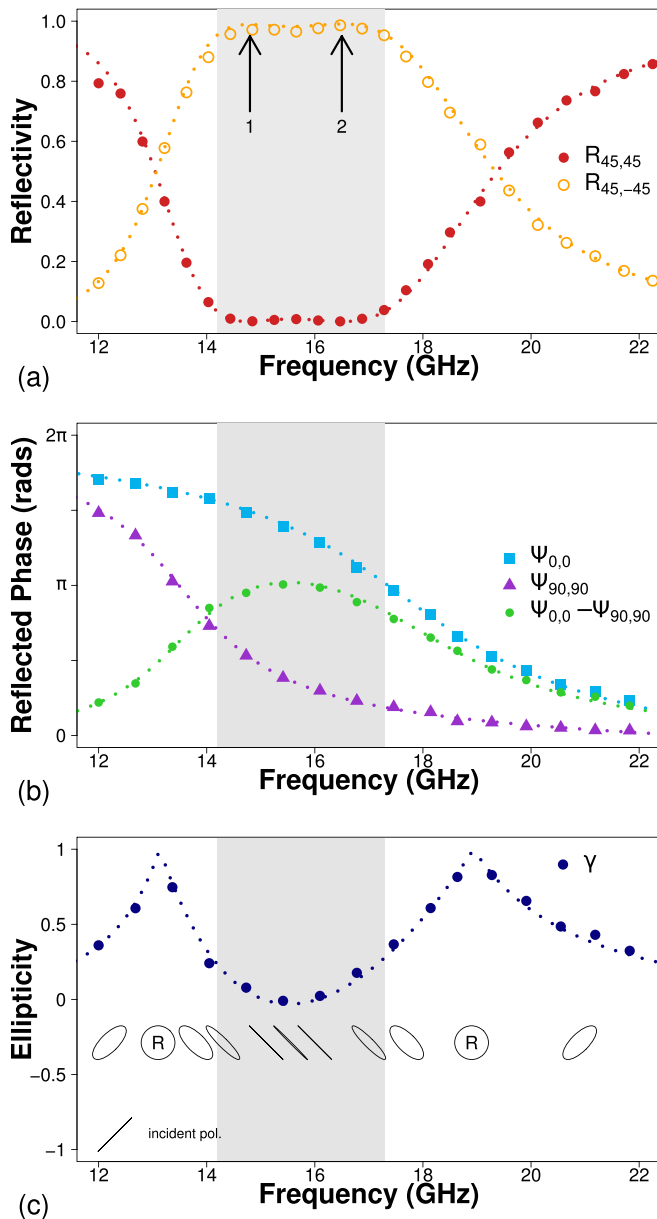 1.0
0.8
0.6
0.4
0.2
0.0
Reflectivity
1
2
R45,45
R45,−45
12
14
16
18
20
22
Frequency (GHz)
(a)
2π
π
0
Reflected Phase (rads)
Ψ0,0
Ψ90,90
Ψ0,0 −Ψ90,90
12
14
16
18
20
22
Frequency (GHz)
(b)
1
0.5
0
−0.5
−1
Ellipticity
γ
R
R
incident pol.
12
14
16
18
20
22
Frequency (GHz)
(c)